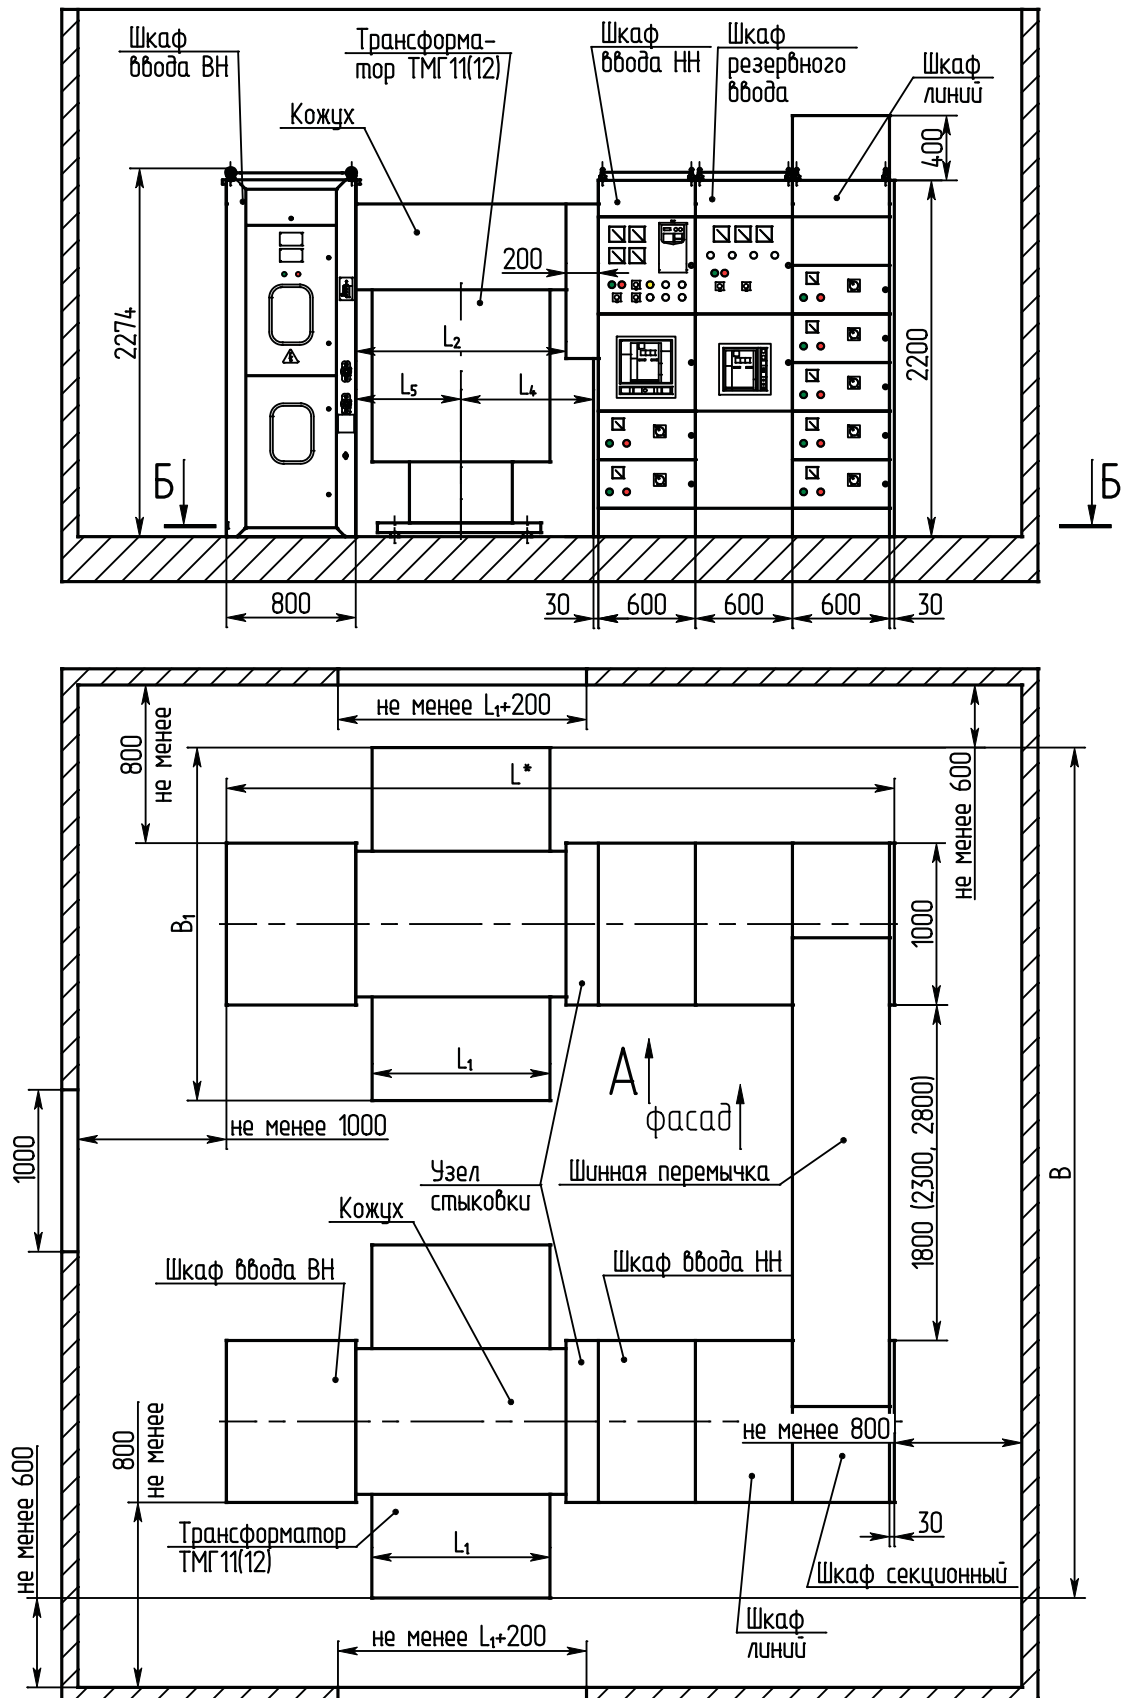 Шкаф
ввода ВН
Трансформа-
тор ТМГ11(12)
Кожух
Шкаф
ввода НН
Шкаф
резервного
ввода
Шкаф
линий
400
2274
200
L2
L5
L4
2200
Б
Б
800
30
600
600
600
30
не менее L1+200
800
не менее
L*
не менее 600
B1
1000
L1
А
фасад
не менее 1000
1000
Узел
стыковки
Шинная перемычка
1800 (2300, 2800)
В
Кожух
Шкаф ввода ВН
Шкаф ввода НН
не менее 800
800
не менее
не менее 600
Трансформатор
ТМГ11(12)
L1
30
Шкаф секционный
Шкаф
линий
не менее L1+200